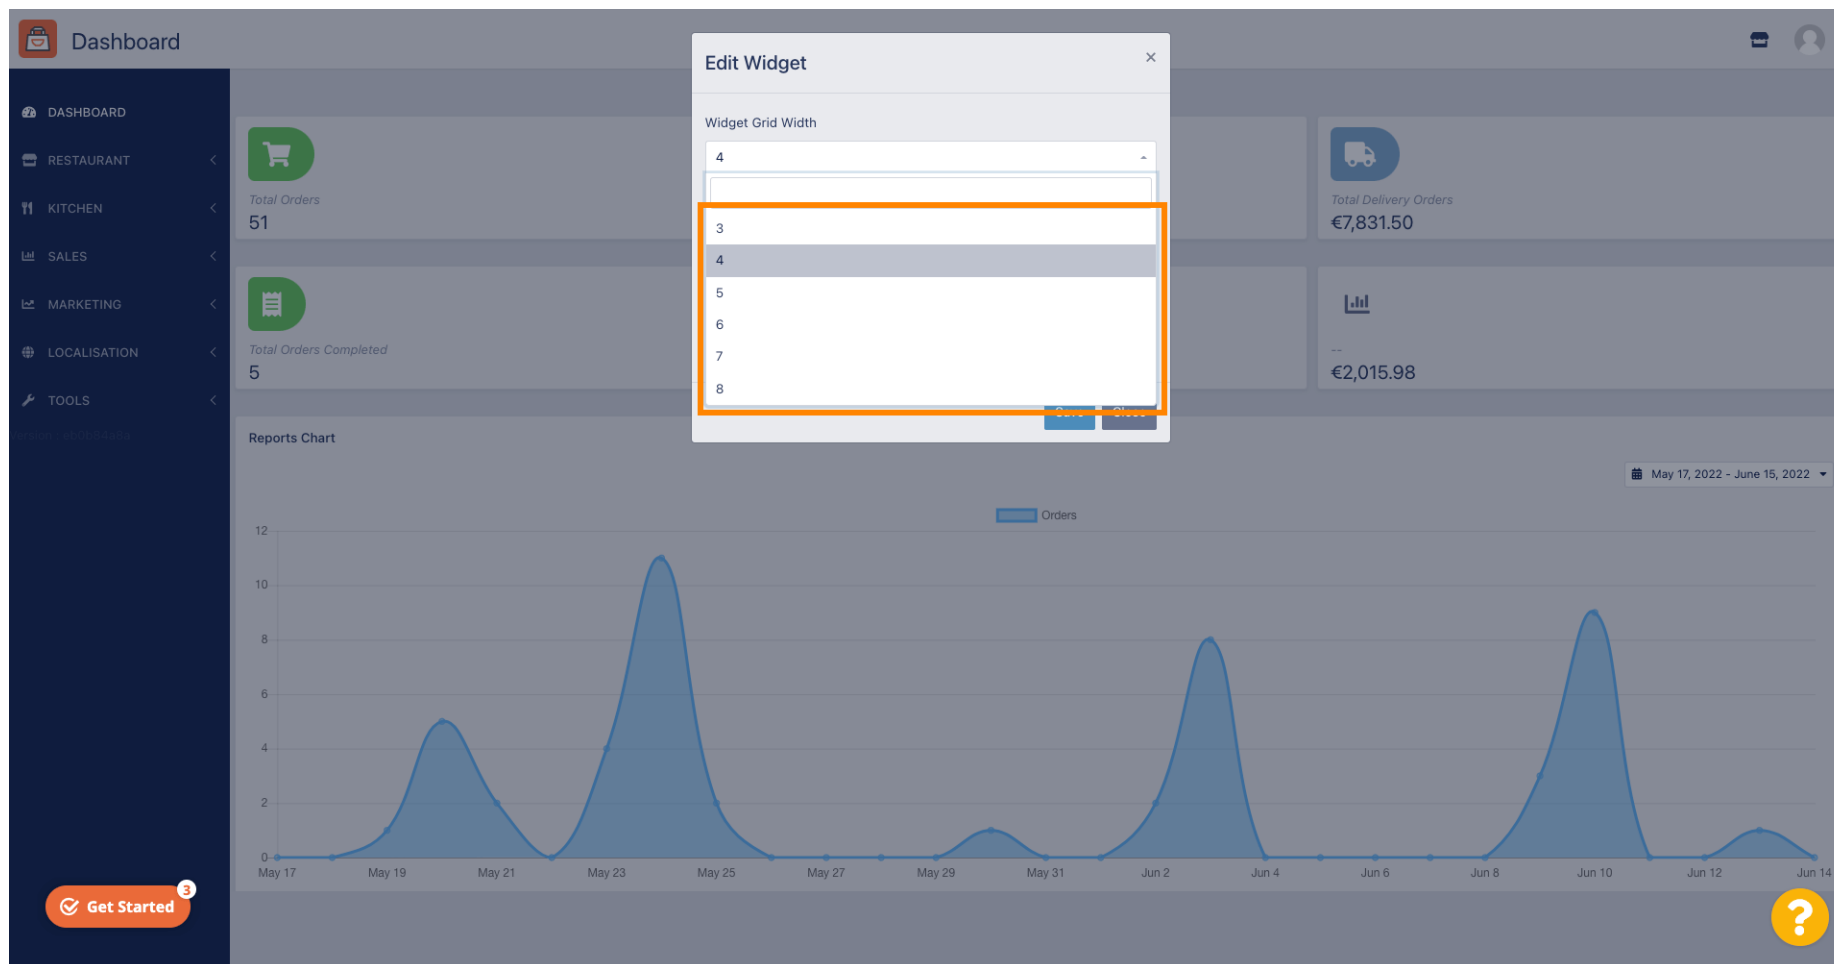 Dashboard
Edit Widget
×
Widget Grid Width
4
3
4
5
6
7
8
Save
Close
DASHBOARD
RESTAURANT
KITCHEN
SALES
MARKETING
LOCALISATION
TOOLS
Total Orders
51
Total Delivery Orders
€7,831.50
Total Orders Completed
5
--
€2,015.98
Reports Chart
May 17, 2022 - June 15, 2022
Orders
12
10
8
6
4
2
0
May 17 May 19 May 21 May 23 May 25 May 27 May 29 May 31 Jun 2 Jun 4 Jun 6 Jun 8 Jun 10 Jun 12 Jun 14
Get Started
3
?